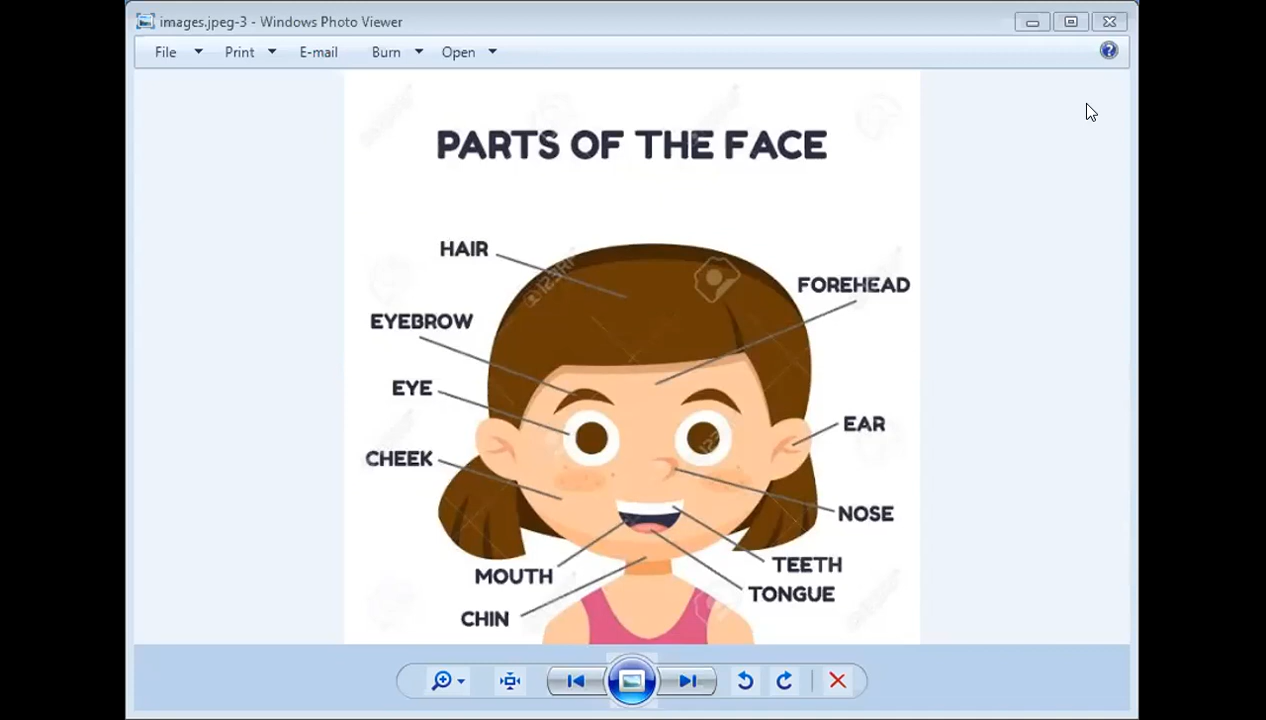 images.jpeg-3 - Windows Photo Viewer
File Print E-mail Burn Open
PARTS OF THE FACE
HAIR
FOREHEAD
EYEBROW
EYE
EAR
CHEEK
NOSE
TEETH
MOUTH
TONGUE
CHIN
123RF